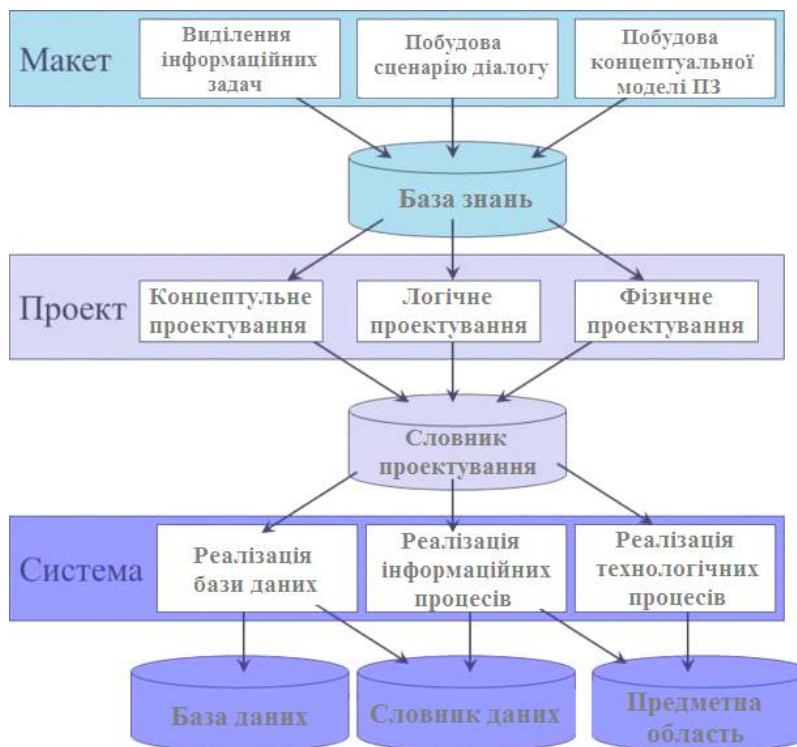 Макет
Виділення
інформаційних
задач
Побудова
сценарію діалогу
Побудова
концептуальної
моделі ПЗ
База знань
Проект
Концептульне
проектування
Логічне
проектування
Фізичне
проектування
Словник
проектування
Система
Реалізація
бази даних
Реалізація
інформаційних
процесів
Реалізація
технологічних
процесів
База даних
Словник даних
Предметна
область